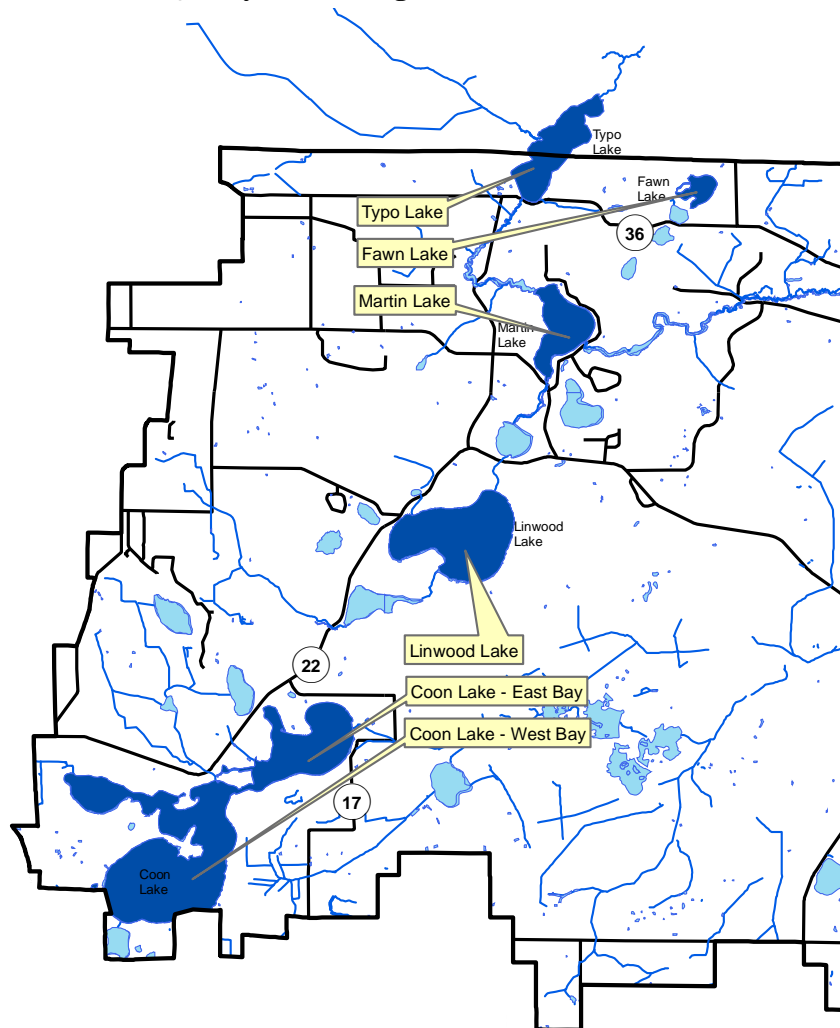 Typo
Lake
Fawn
Lake
Typo Lake
36
Fawn Lake
Martin Lake
Martin
Lake
Linwood
Lake
Linwood Lake
22
Coon Lake - East Bay
Coon Lake - West Bay
17
Coon
Lake